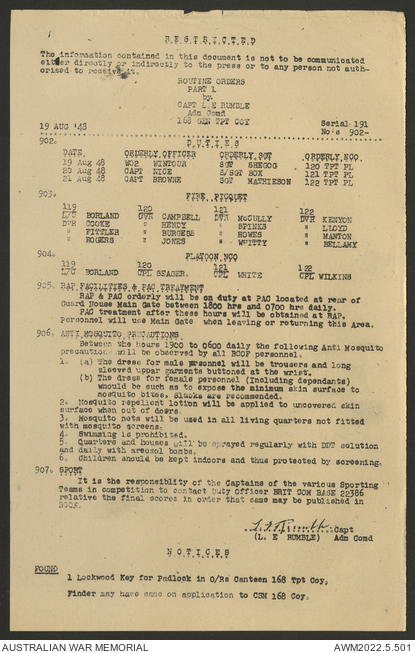 RESTRICTED
The information contained in this document is not to be communicated
either directly or indirectly to the press or to any person not auth-
orised to receive it.
ROUTINE ORDERS
PART 1
by
CAPT L.E RUMBLE
Adm Comd
168 GEN TPT COY
Serial 191
19 AUG '48
No's 902-
902. DUTIES
DATE ORDERLY OFFICER ORDERLY SGT ORDERLY NCO
19 Aug 48 WO2 WINTOUR SGT SHEGOG 120 TPT PL
20 Aug 48 CAPT NICE S/SGT BOX 121 TPT PL
21 Aug 48 CAPT BROWNE SGT MATHIESON 122 TPT PL
903. FIRE PICQUET
119 120 121 122
L/C BORLAND DVR CAMPBELL DVR McCULLY DVR KENYON
DVR COOKE " HENDY " SPINKS " LLOYD
" FITTLER " BURGESS " HOWES " MANTON
" ROGERS " JONES " WHITTY " BELLAMY
904. PLATOON NCO
119 120 121 122
L/C BORLAND CPL SEAGER. CPL WHITE CPL WILKINS
905. RAP FACILITIES & PAC TREATMENT
RAP & PAC orderly will be on duty at PAC located at rear of
Guard House Main Gate between 1800 hrs and 0700 hrs daily.
PAC treatment after these hours will be obtained at RAP.
Personnel will use Main Gate when leaving or returning this Area.
906. ANTI MOSQUITO PRECAUTIONS
Between the hours 1900 to 0600 daily the following Anti Mosquito
precautions will be observed by all BCOF personnel.
1. (a) The dress for male personnel will be trousers and long
sleeved upper garments buttoned at the wrist.
(b) The dress for female personnel (including dependants)
should be such as to expose the minimum skin surface to
mosquito bites. Slacks are recommended.
2. Mosquito repellent lotion will be applied to uncovered skin
surface when out of doors.
3. Mosquito nets will be used in all living quarters not fitted
with mosquito screens.
4. Swimming is prohibited.
5. Quarters and houses will be sprayed regularly with DDT solution
and daily with aerosol bombs.
6. Children should be kept indoors and thus protected by screening.
907. SPORT
It is the responsiblity of the Captains of the various Sporting
Teams in competition to contact Duty officer BRIT COM BASE 22386
relative the final scores in order that same may be published in
Capt
(L. E RUMBLE) Adm Comd
NOTICES
FOUND
1 Lockwood Key for Padlock in O/Rs Canteen 168 Tpt Coy.
Finder may have same on application to CSM 168 Coy.
AUSTRALIAN WAR MEMORIAL
AWM2022.5.501